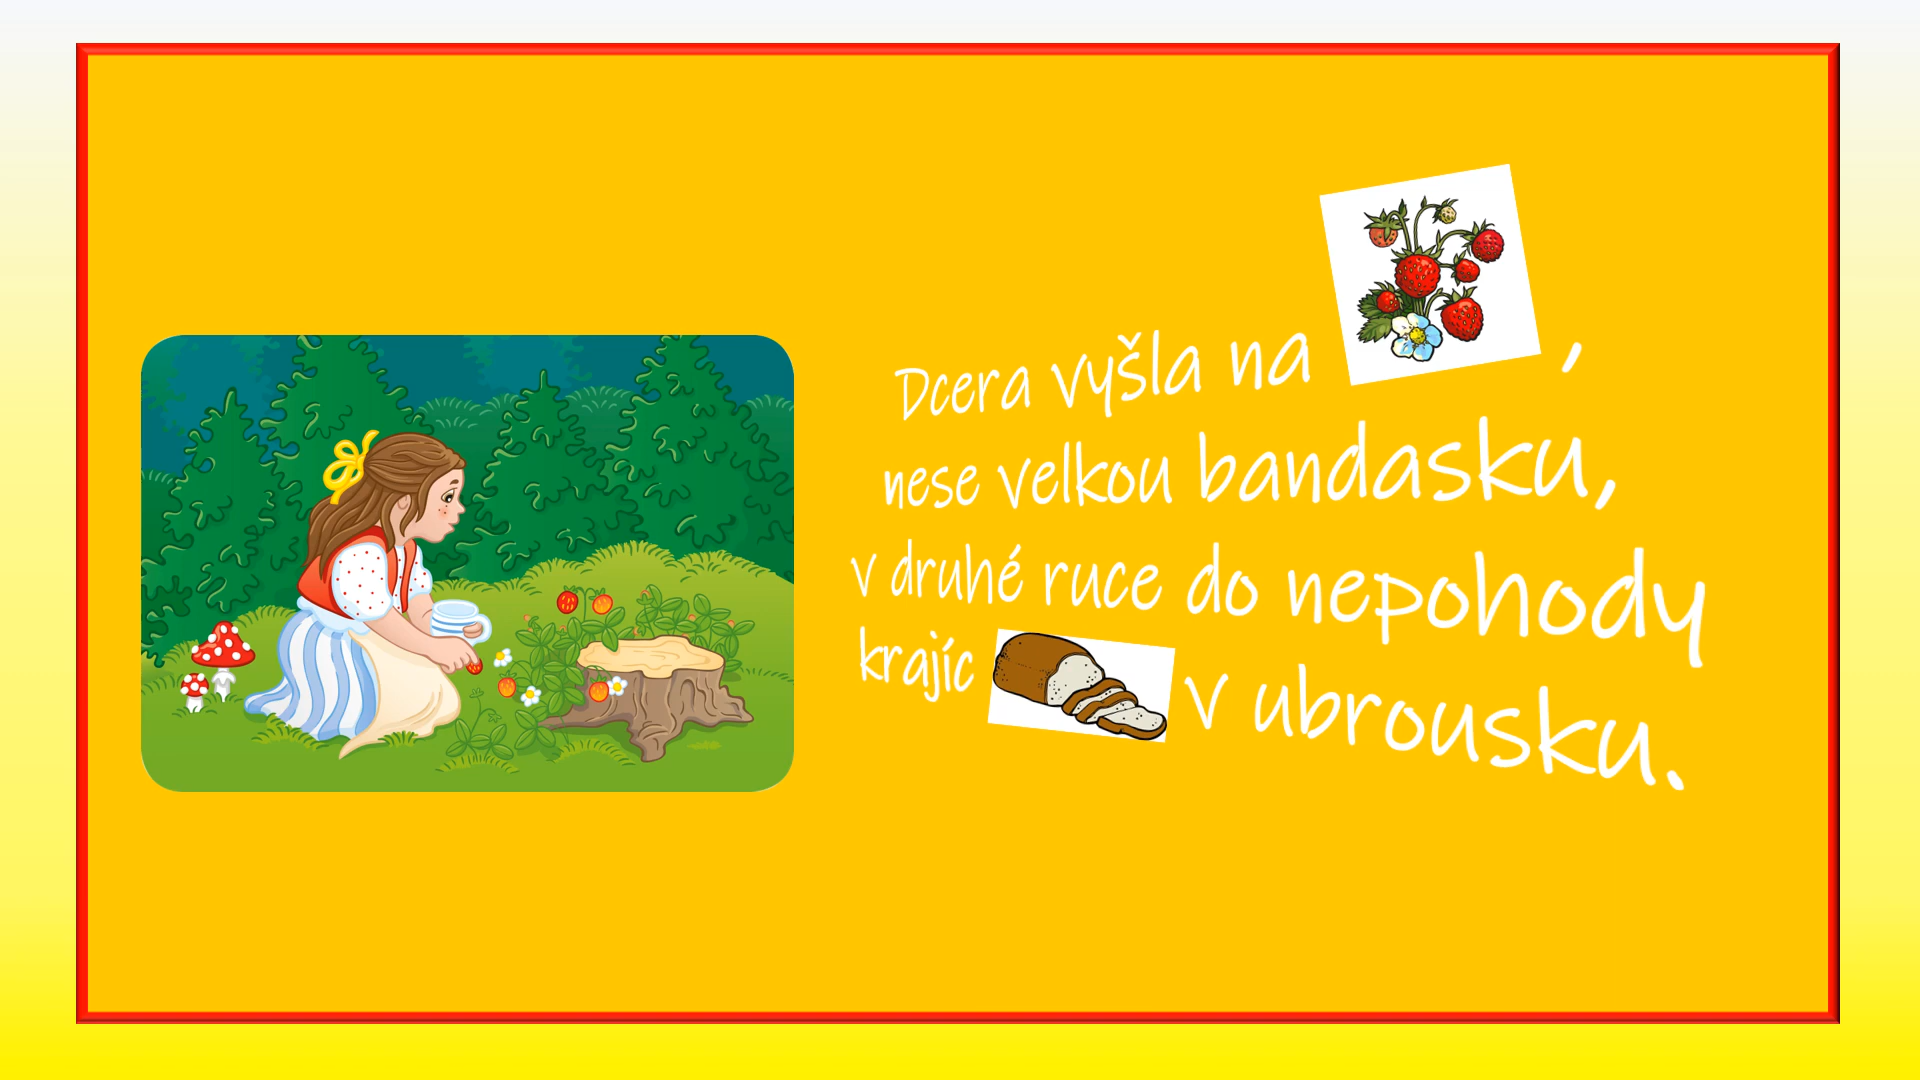 Dcera vyšla na ,
nese velkou bandasku,
v druhé ruce do nepohody
krajíc v ubrousku.